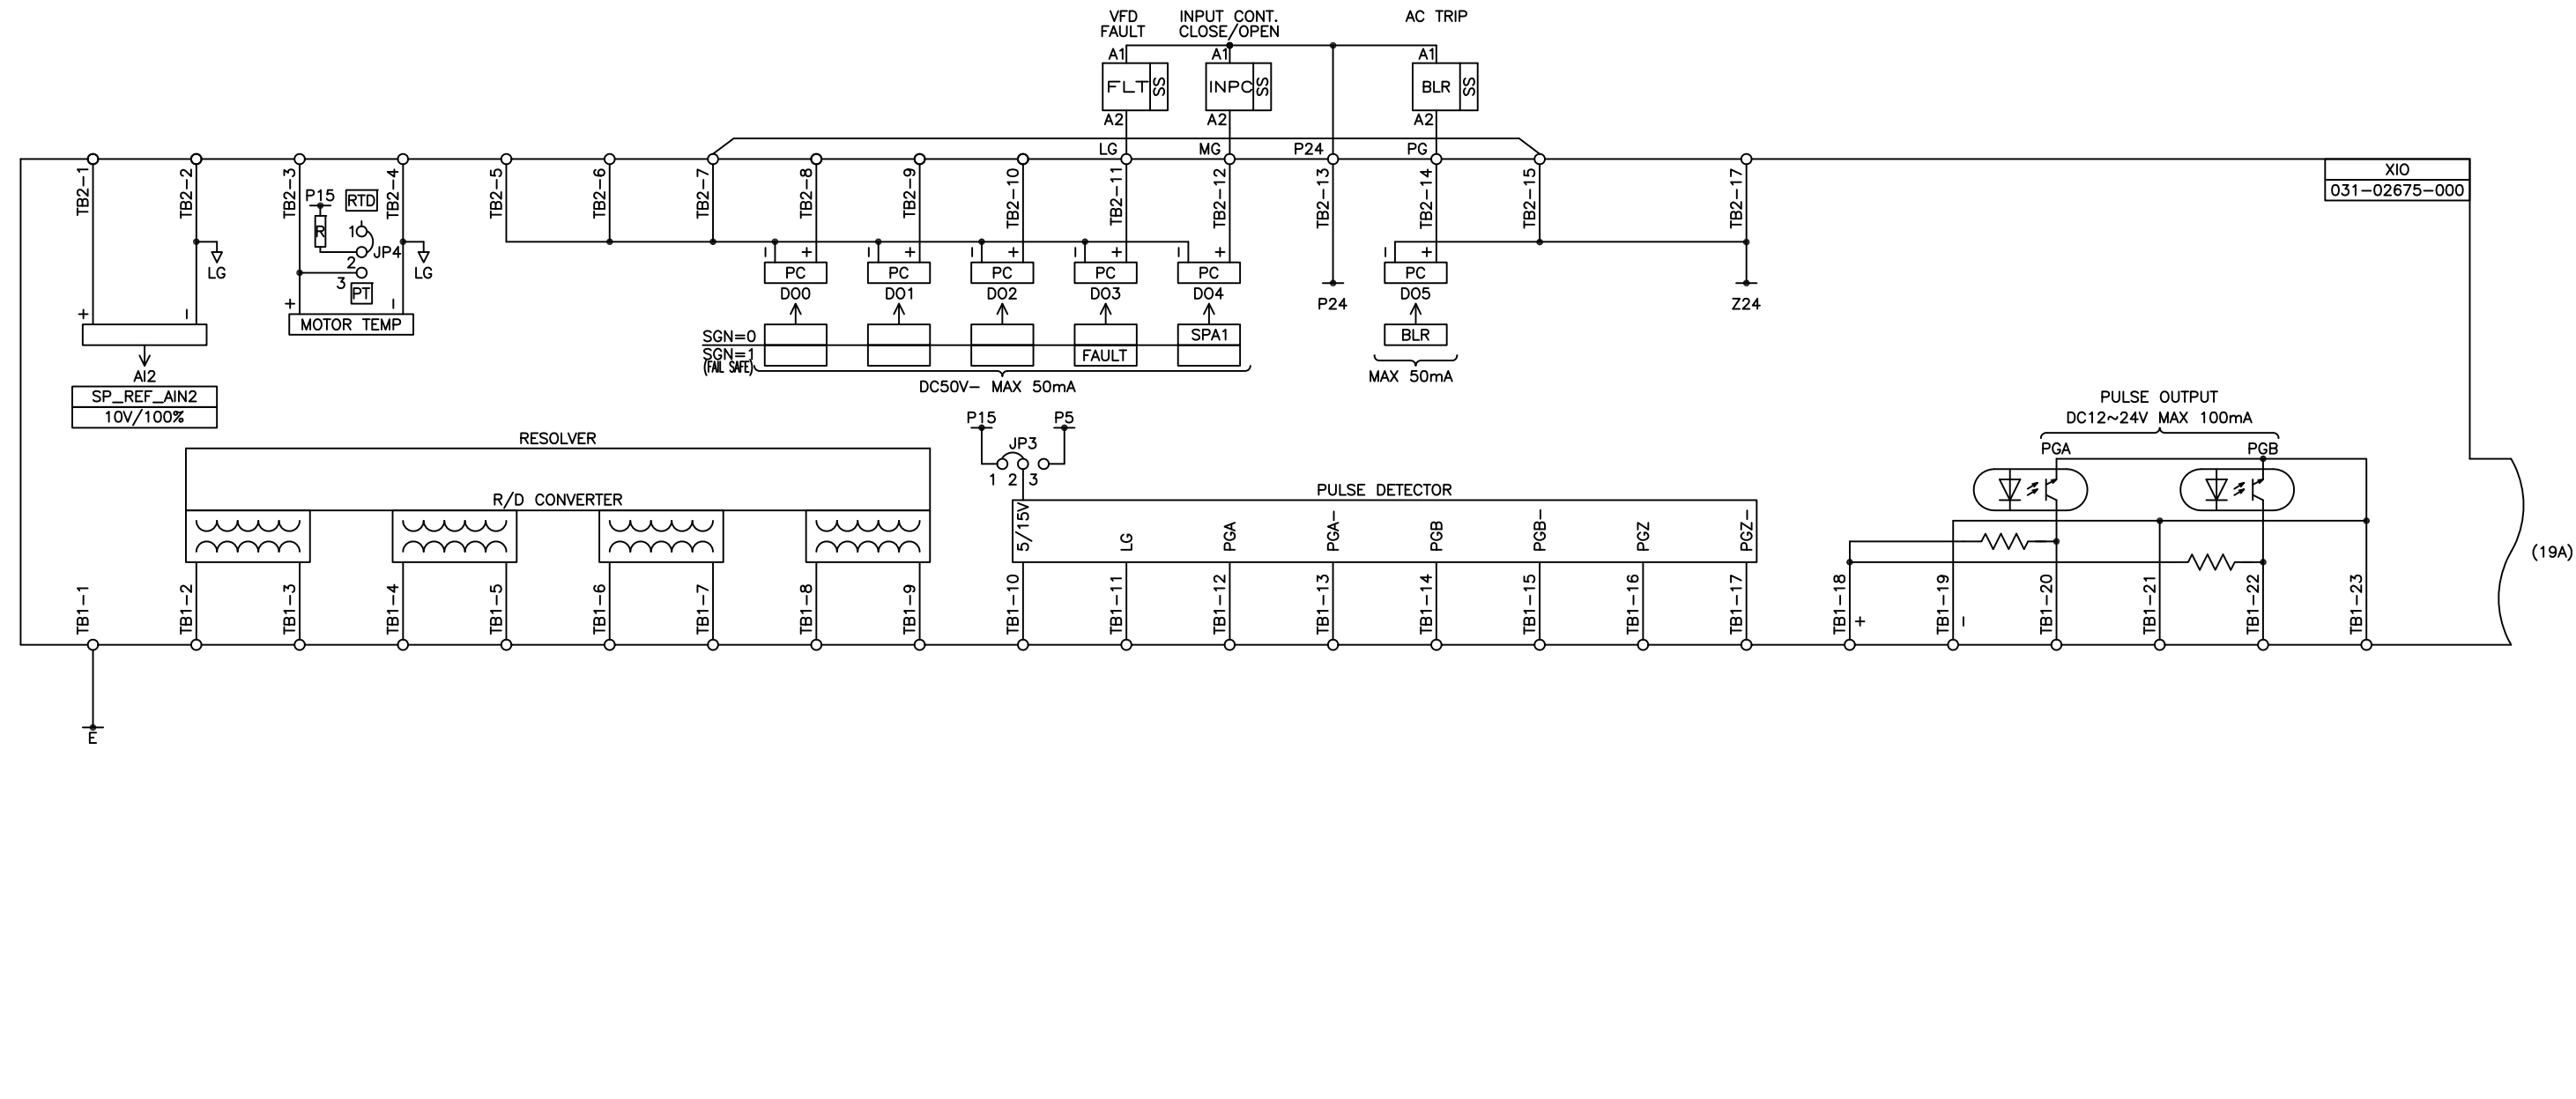 VFD
FAULT
INPUT CONT.
CLOSE/OPEN
AC TRIP
A1
A1
A1
FLT
SS
INPC
SS
BLR
SS
A2
A2
A2
LG
MG
P24
PG
TB2-1
TB2-2
TB2-3
TB2-4
TB2-5
TB2-6
TB2-7
TB2-8
TB2-9
TB2-10
TB2-11
TB2-12
TB2-13
TB2-14
TB2-15
TB2-17
XIO
031-02675-000
P15
RTD
R
1
JP4
2
3
PT
LG
LG
+
-
+
-
MOTOR TEMP
- +
- +
- +
- +
- +
- +
PC
PC
PC
PC
PC
PC
DO0
DO1
DO2
DO3
DO4
DO5
P24
Z24
SGN=0
SGN=1
(FAIL SAFE)
SPA1
FAULT
BLR
DC50V- MAX 50mA
MAX 50mA
AI2
SP_REF_AIN2
10V/100%
PULSE OUTPUT
DC12~24V MAX 100mA
PGA
PGB
RESOLVER
R/D CONVERTER
P15
P5
JP3
1 2 3
PULSE DETECTOR
5/15V
LG
PGA
PGA-
PGB
PGB-
PGZ
PGZ-
(19A)
TB1-1
TB1-2
TB1-3
TB1-4
TB1-5
TB1-6
TB1-7
TB1-8
TB1-9
TB1-10
TB1-11
TB1-12
TB1-13
TB1-14
TB1-15
TB1-16
TB1-17
TB1-18
+
TB1-19
-
TB1-20
TB1-21
TB1-22
TB1-23
E